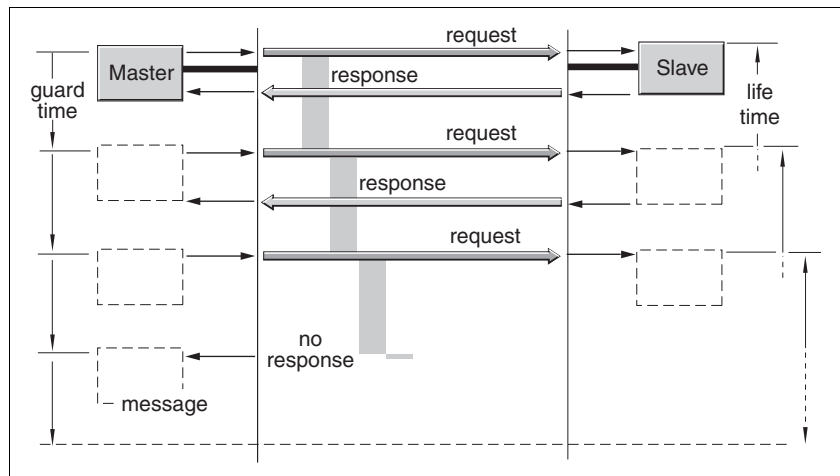 request
Master
Slave
response
guard
time
life
time
request
response
request
no
response
message